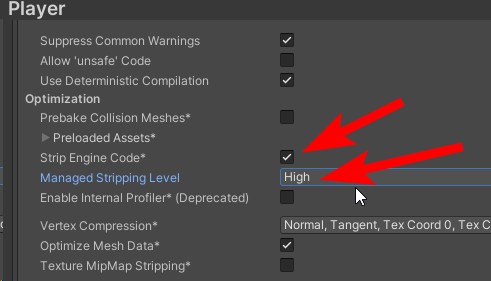 Player
Suppress Common Warnings
Allow 'unsafe' Code
Use Deterministic Compilation
Optimization
Prebake Collision Meshes*
Preloaded Assets*
Strip Engine Code*
Managed Stripping Level High
Enable Internal Profiler* (Deprecated)
Vertex Compression* Normal, Tangent, Tex Coord 0, Tex C
Optimize Mesh Data*
Texture MipMap Stripping*